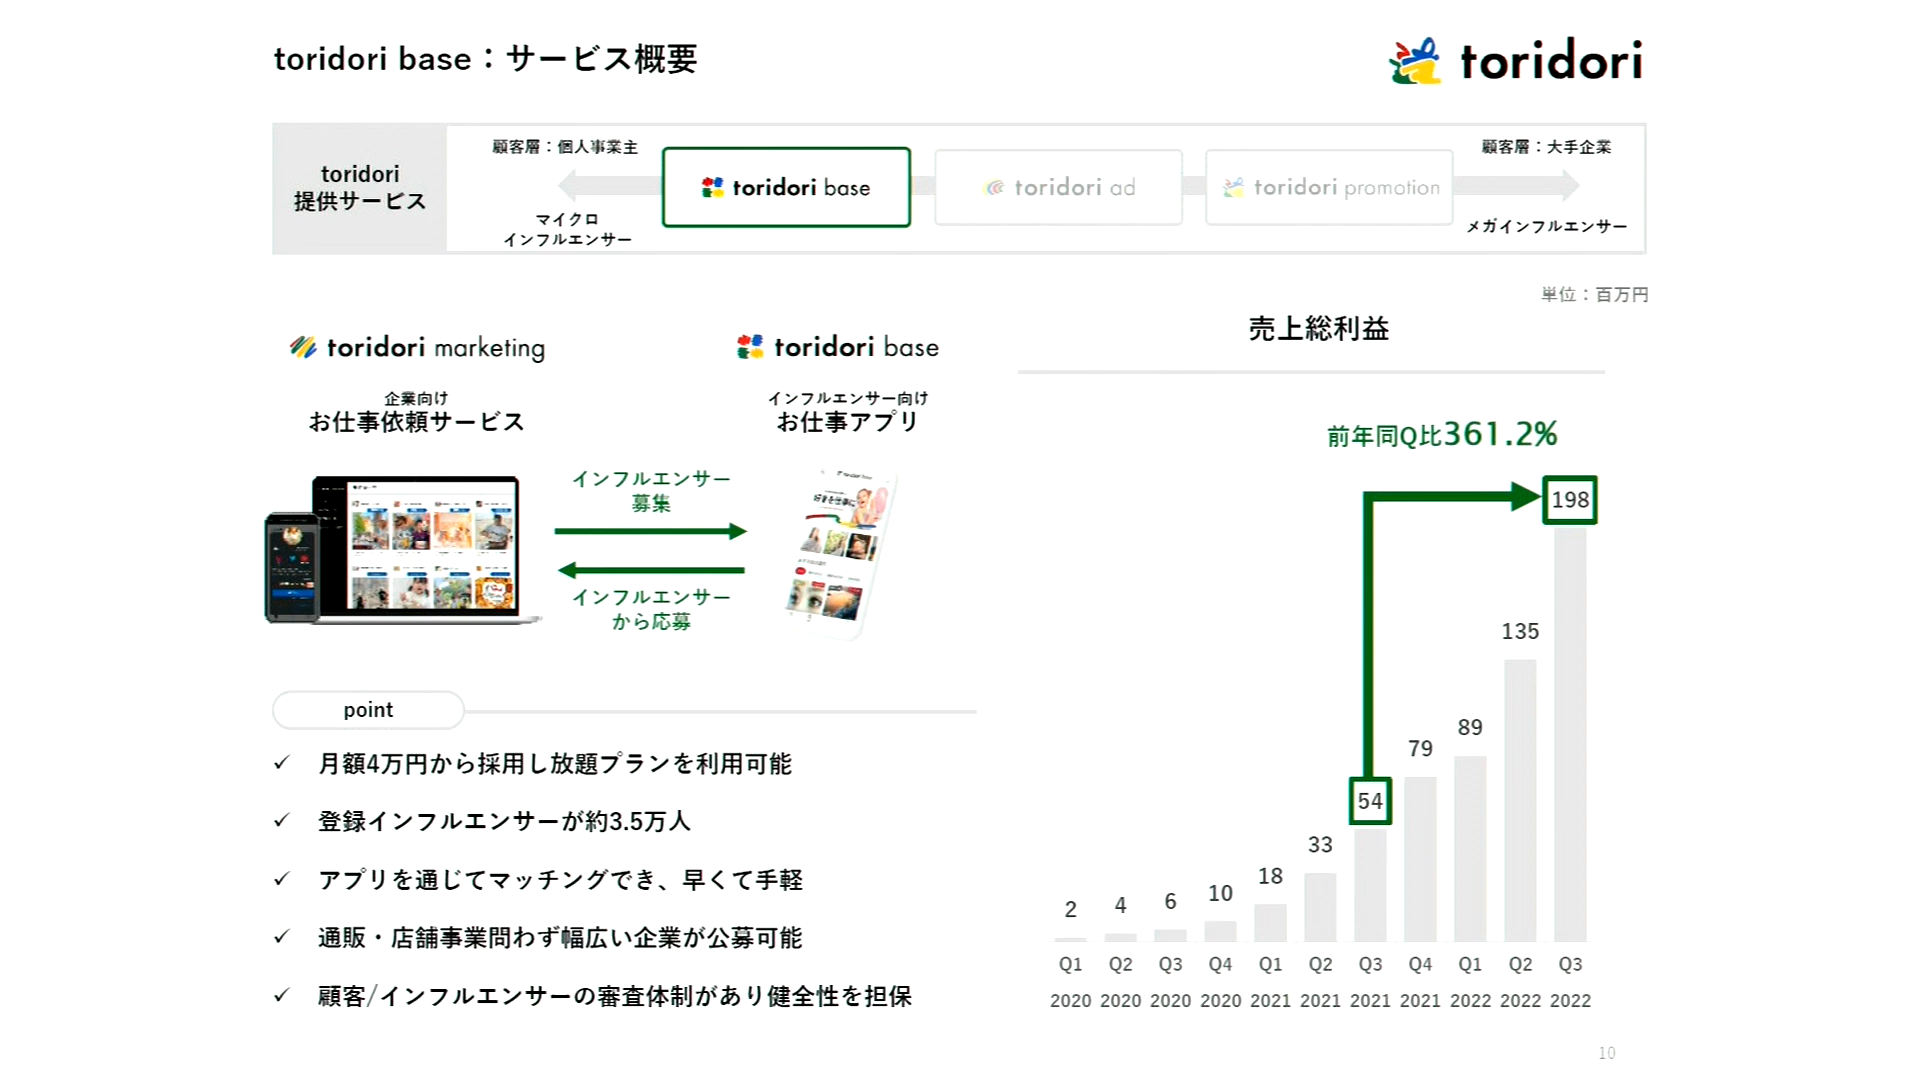 toridori base：サービス概要
toridori
toridori
提供サービス
顧客層：個人事業主
マイクロ
インフルエンサー
toridori base
toridori ad
toridori promotion
顧客層：大手企業
メガインフルエンサー
単位：百万円
toridori marketing
企業向け
お仕事依頼サービス
toridori base
インフルエンサー向け
お仕事アプリ
インフルエンサー
募集
インフルエンサー
から応募
toridori base
好きを仕事に
point
✓ 月額4万円から採用し放題プランを利用可能
✓ 登録インフルエンサーが約3.5万人
✓ アプリを通じてマッチングでき、早くて手軽
✓ 通販・店舗事業問わず幅広い企業が公募可能
✓ 顧客/インフルエンサーの審査体制があり健全性を担保
売上総利益
前年同Q比361.2%
2 4 6 10 18 33 54 79 89 135 198
Q1 Q2 Q3 Q4 Q1 Q2 Q3 Q4 Q1 Q2 Q3
2020 2020 2020 2020 2021 2021 2021 2021 2022 2022 2022
10